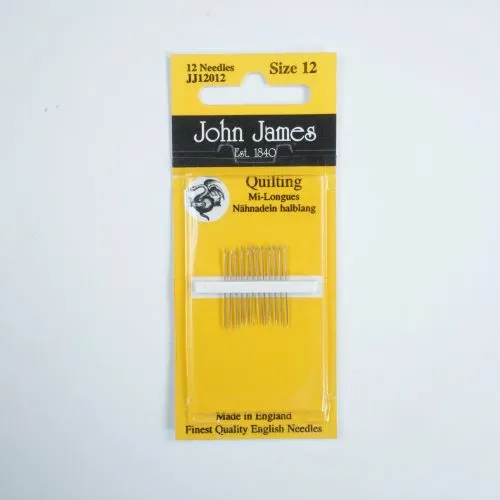 12 Needles
JJ12012
Size 12
John James
Est. 1840
Quilting
Mi-Longues
Nähnadeln halblang
Made in England
Finest Quality English Needles